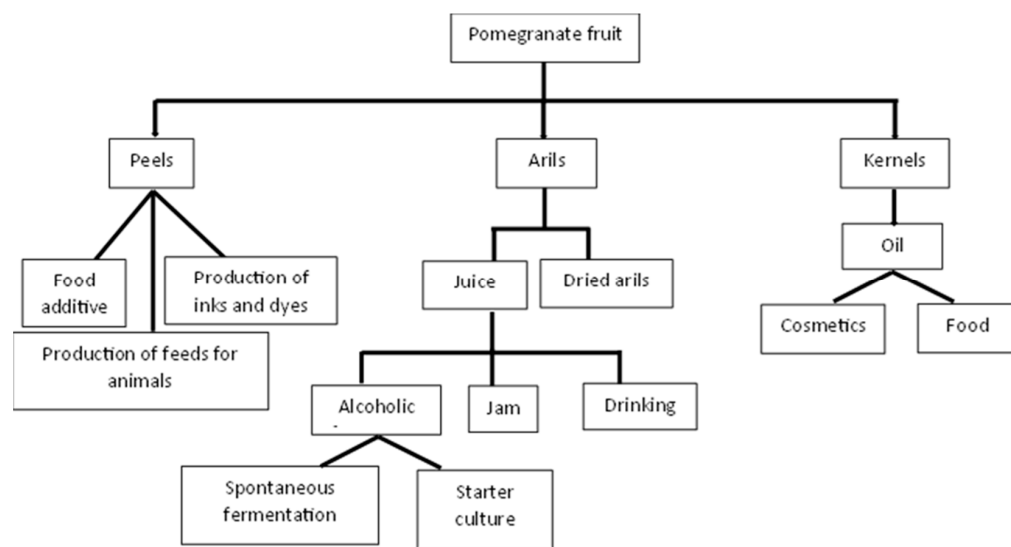 Pomegranate fruit
Peels
Arils
Kernels
Food
additive
Production of
inks and dyes
Production of feeds for
animals
Juice
Dried arils
Oil
Cosmetics
Food
Alcoholic
Jam
Drinking
Spontaneous
fermentation
Starter
culture